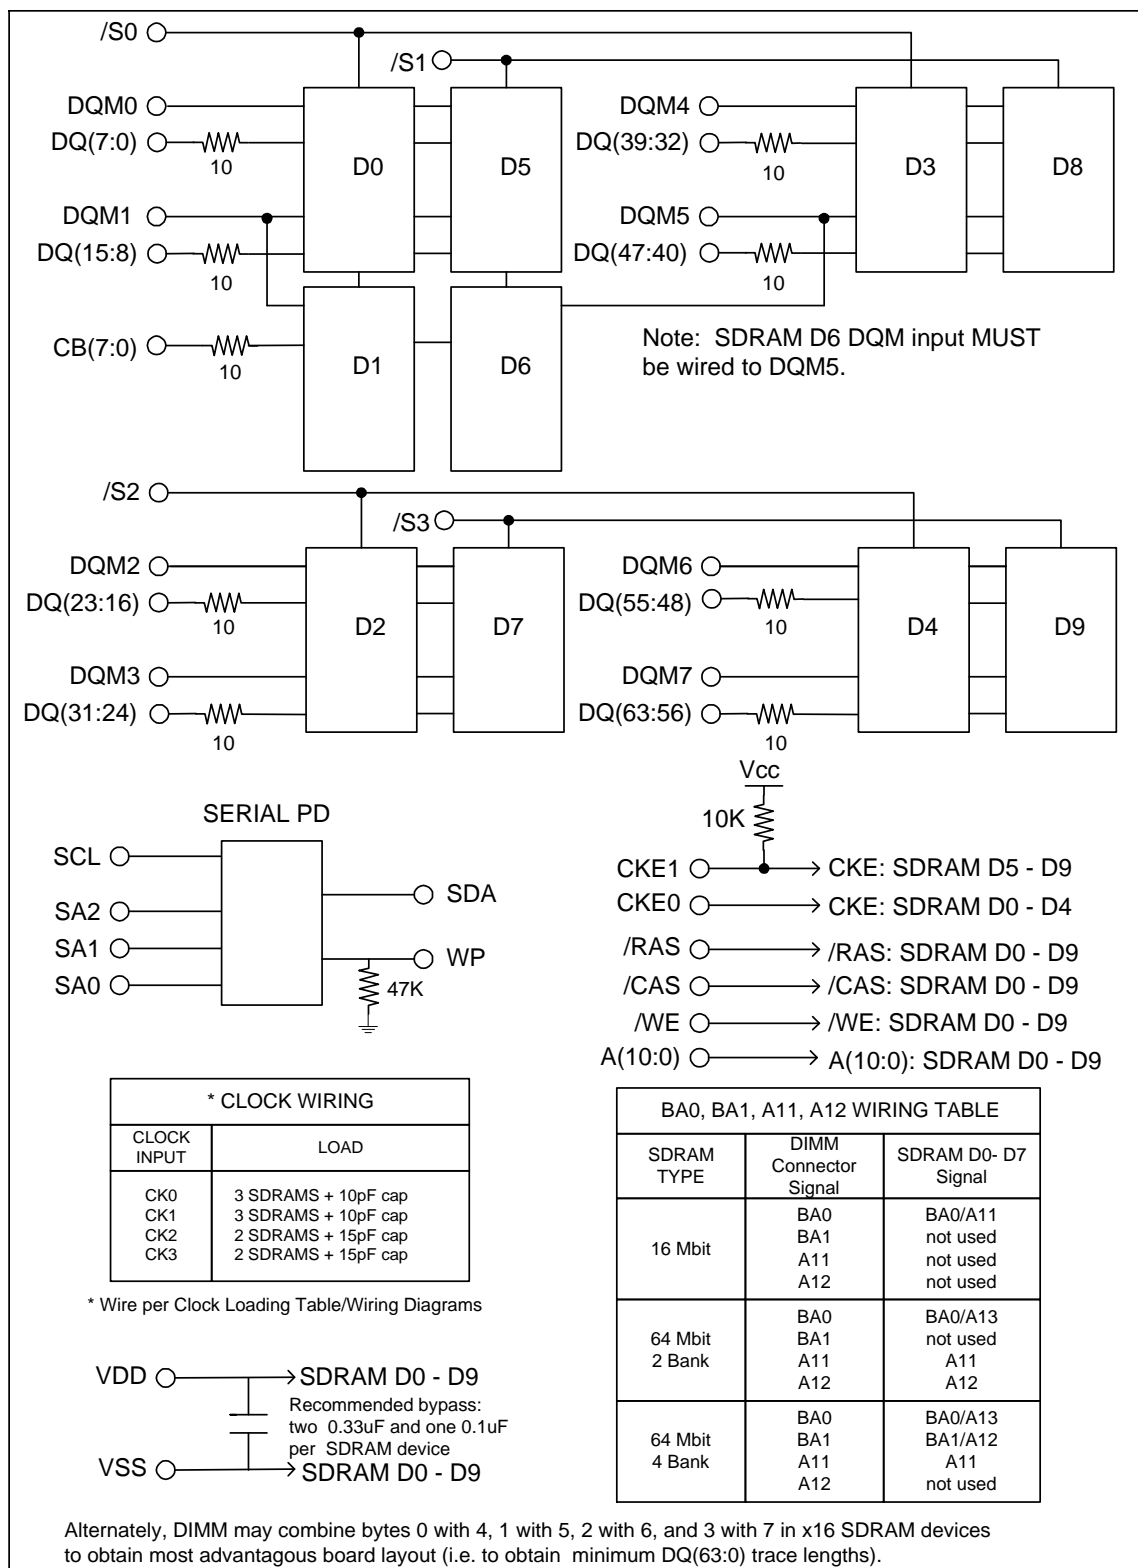 /S0
/S1
DQM0
DQ(7:0)
10
DQM1
DQ(15:8)
10
CB(7:0)
10
D0
D5
D1
D6
DQM4
DQ(39:32)
10
DQM5
DQ(47:40)
10
D3
D8
Note: SDRAM D6 DQM input MUST
be wired to DQM5.
/S2
/S3
DQM2
DQ(23:16)
10
DQM3
DQ(31:24)
10
D2
D7
DQM6
DQ(55:48)
10
DQM7
DQ(63:56)
10
D4
D9
SERIAL PD
SCL
SA2
SA1
SA0
SDA
WP
47K
Vcc
10K
CKE1
CKE: SDRAM D5 - D9
CKE0
CKE: SDRAM D0 - D4
/RAS
/RAS: SDRAM D0 - D9
/CAS
/CAS: SDRAM D0 - D9
/WE
/WE: SDRAM D0 - D9
A(10:0)
A(10:0): SDRAM D0 - D9
* CLOCK WIRING
CLOCK INPUT LOAD
CK0 3 SDRAMS + 10pF cap
CK1 3 SDRAMS + 10pF cap
CK2 2 SDRAMS + 15pF cap
CK3 2 SDRAMS + 15pF cap
* Wire per Clock Loading Table/Wiring Diagrams
VDD
SDRAM D0 - D9
Recommended bypass:
two 0.33uF and one 0.1uF
per SDRAM device
VSS
SDRAM D0 - D9
BA0, BA1, A11, A12 WIRING TABLE
SDRAM TYPE DIMM Connector Signal SDRAM D0- D7 Signal
16 Mbit
BA0 BA0/A11
BA1 not used
A11 not used
A12 not used
64 Mbit
2 Bank
BA0 BA0/A13
BA1 not used
A11 A11
A12 A12
64 Mbit
4 Bank
BA0 BA0/A13
BA1 BA1/A12
A11 A11
A12 not used
Alternately, DIMM may combine bytes 0 with 4, 1 with 5, 2 with 6, and 3 with 7 in x16 SDRAM devices
to obtain most advantagous board layout (i.e. to obtain minimum DQ(63:0) trace lengths).